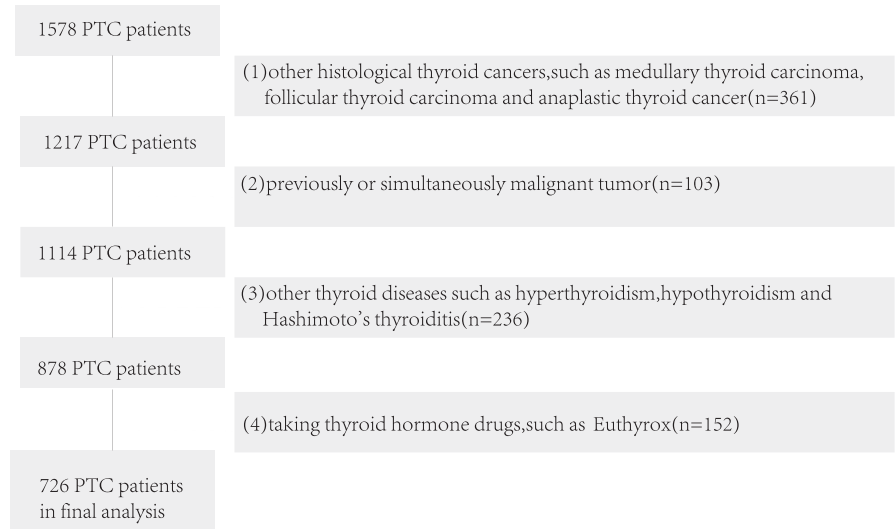 1578 PTC patients
(1)other histological thyroid cancers,such as medullary thyroid carcinoma,
follicular thyroid carcinoma and anaplastic thyroid cancer(n=361)
1217 PTC patients
(2)previously or simultaneously malignant tumor(n=103)
1114 PTC patients
(3)other thyroid diseases such as hyperthyroidism,hypothyroidism and
Hashimoto’s thyroiditis(n=236)
878 PTC patients
(4)taking thyroid hormone drugs,such as Euthyrox(n=152)
726 PTC patients
in final analysis